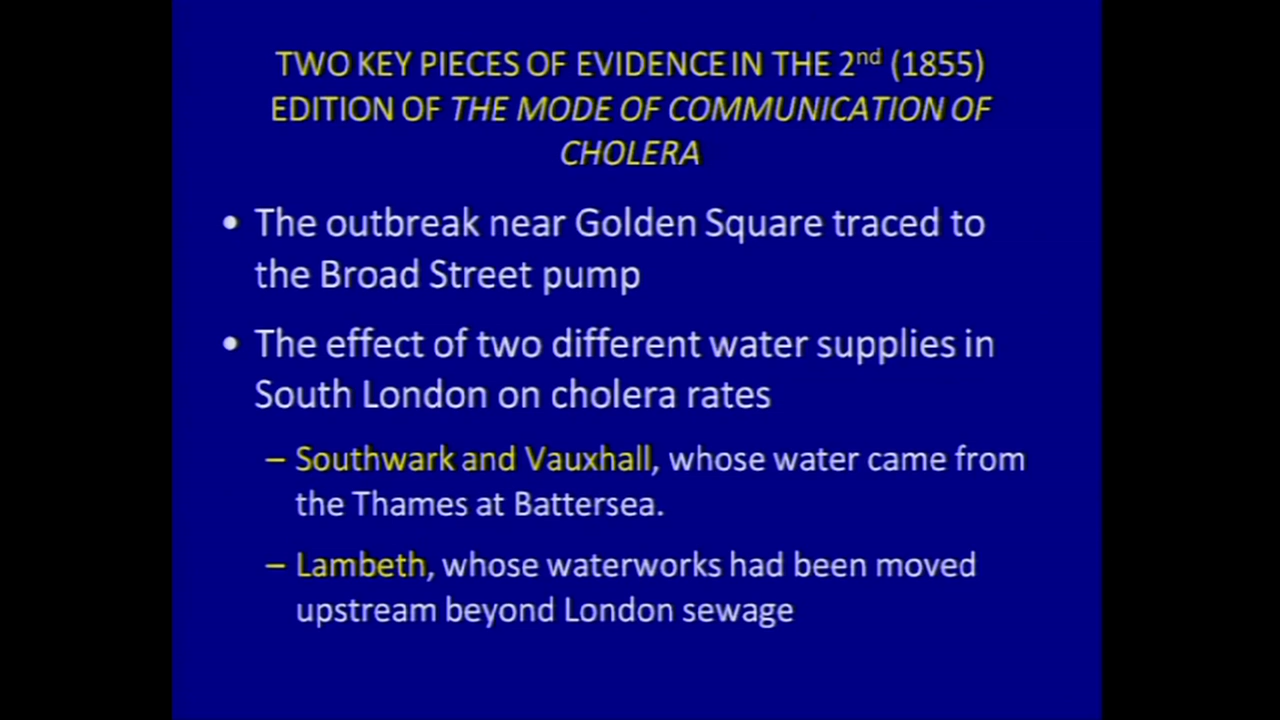 TWO KEY PIECES OF EVIDENCE IN THE 2nd (1855)
EDITION OF THE MODE OF COMMUNICATION OF
CHOLERA
• The outbreak near Golden Square traced to
the Broad Street pump
• The effect of two different water supplies in
South London on cholera rates
– Southwark and Vauxhall, whose water came from
the Thames at Battersea.
– Lambeth, whose waterworks had been moved
upstream beyond London sewage